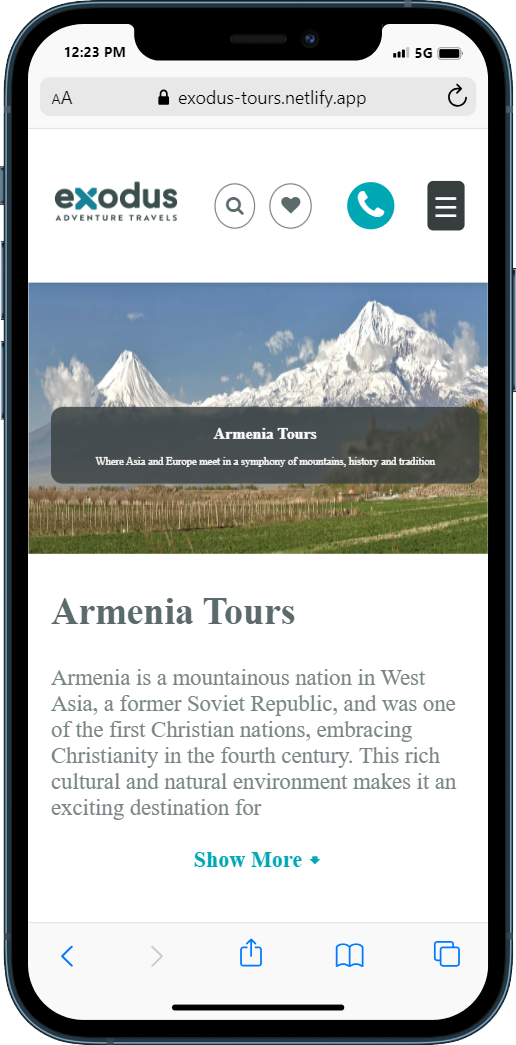 12:23 PM
5G
AA
exodus-tours.netlify.app
exodus
ADVENTURE TRAVELS
Armenia Tours
Where Asia and Europe meet in a symphony of mountains, history and tradition
Armenia Tours
Armenia is a mountainous nation in West
Asia, a former Soviet Republic, and was one
of the first Christian nations, embracing
Christianity in the fourth century. This rich
cultural and natural environment makes it an
exciting destination for
Show More